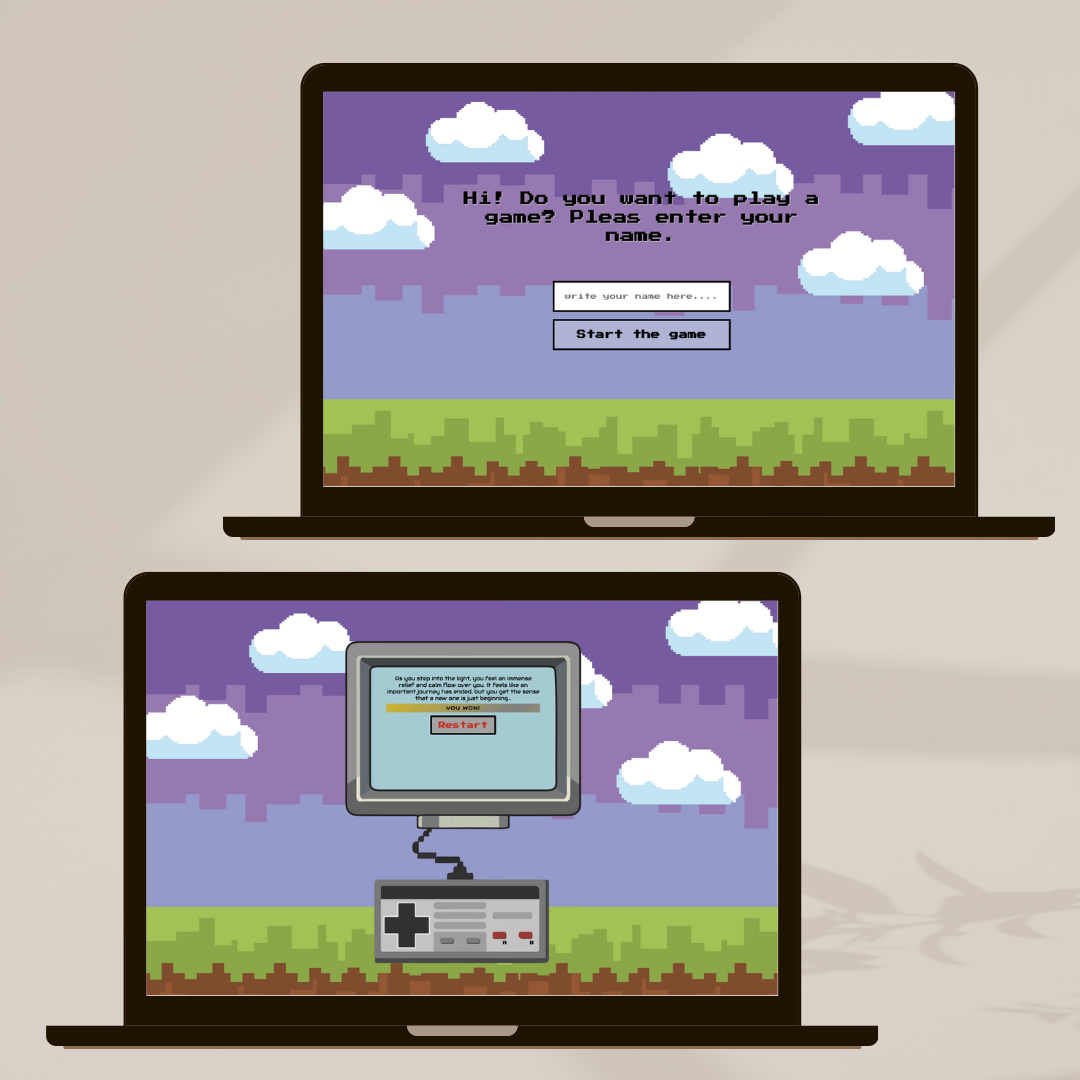 Hi! Do you want to play a
game? Pleas enter your
name.
write your name here....
Start the game
As you step into the light, you feel an immense
relief and calm flow over you. It feels like an
important journey has ended, but you get the sense
that a new one is just beginning..
YOU WON!
Restart
A B